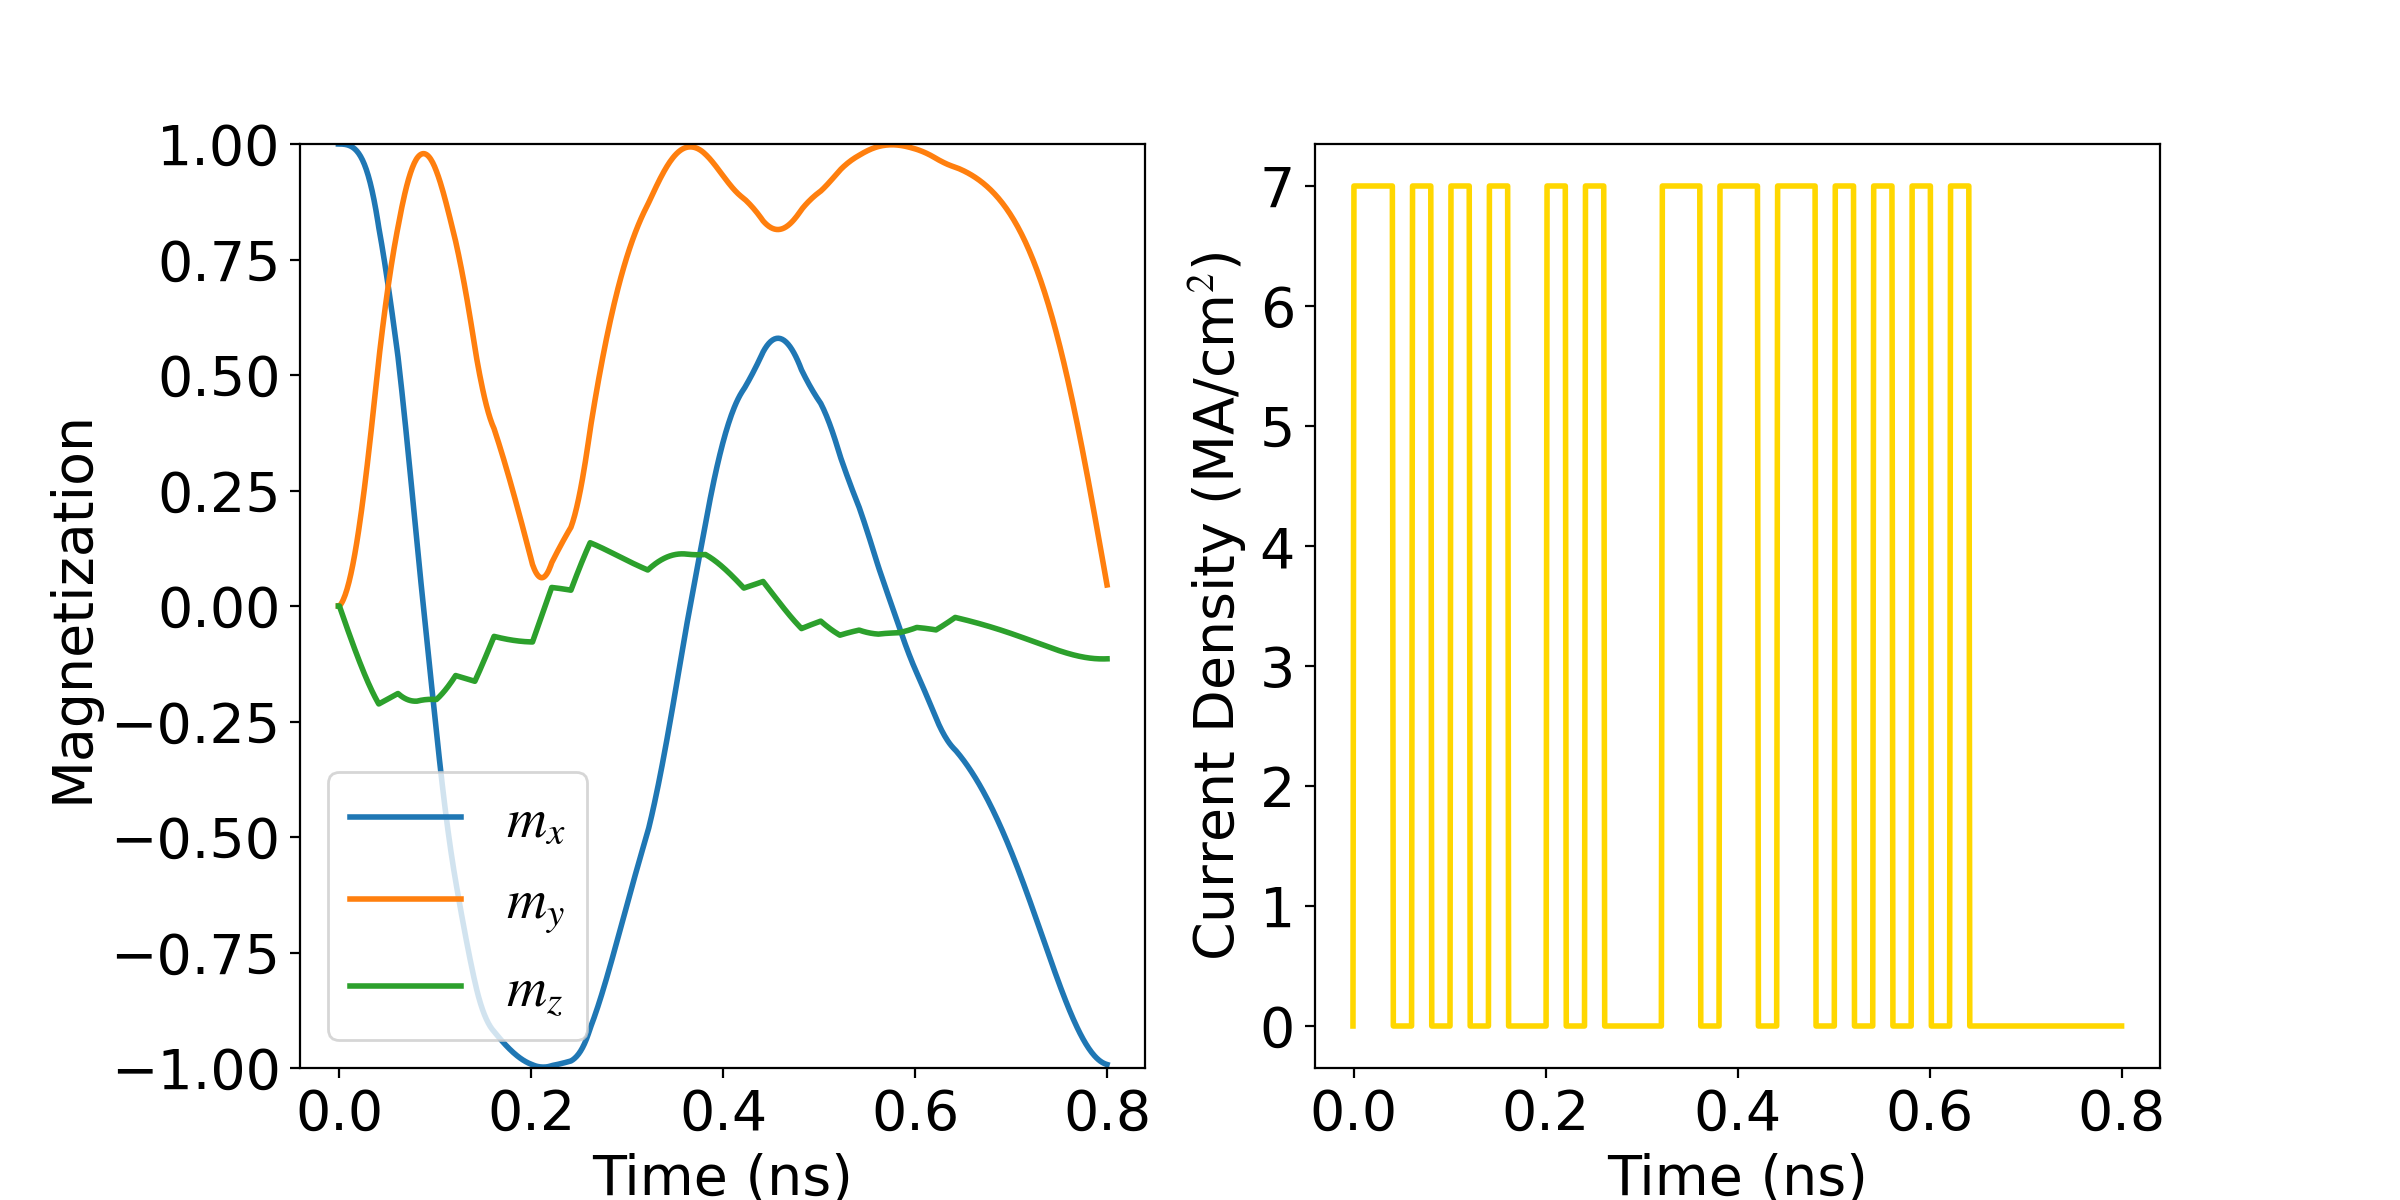 Magnetization
1.00
0.75
0.50
0.25
0.00
−0.25
−0.50
−0.75
−1.00
0.0 0.2 0.4 0.6 0.8
Time (ns)
m_x
m_y
m_z
Current Density (MA/cm²)
7
6
5
4
3
2
1
0
0.0 0.2 0.4 0.6 0.8
Time (ns)